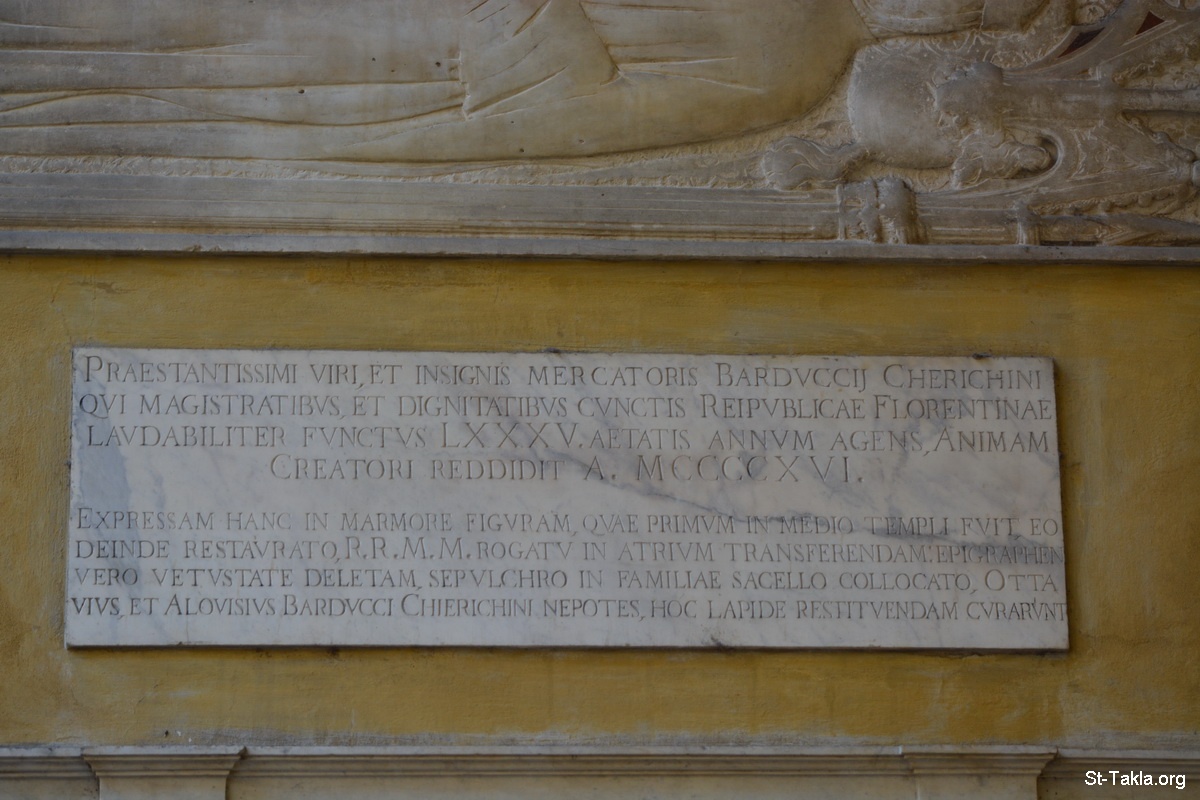 PRAESTANTISSIMI VIRI, ET INSIGNIS MERCATORIS BARDVCCIJ CHERICHINI
QVI MAGISTRATIBVS, ET DIGNITATIBVS CVNCTIS REIPVBLICAE FLORENTINAE
LAVDABILITER FVNCTVS LXXXV. AETATIS ANNVM AGENS, ANIMAM
CREATORI REDDIDIT A. MCCCCXVI.
EXPRESSAM HANC IN MARMORE FIGVRAM, QVAE PRIMVM IN MEDIO TEMPLI FVIT, EO
DEINDE RESTAVRATO, R.R.M.M. ROGATV IN ATRIVM TRANSFERENDAM: EPIGRAPHEN
VERO VETVSTATE DELETAM, SEPVLCHRO IN FAMILIAE SACELLO COLLOCATO, OTTA
VIVS, ET ALOVISIVS BARDVCCI CHIERICHINI NEPOTES, HOC LAPIDE RESTITVENDAM CVRARVNT
St-Takla.org